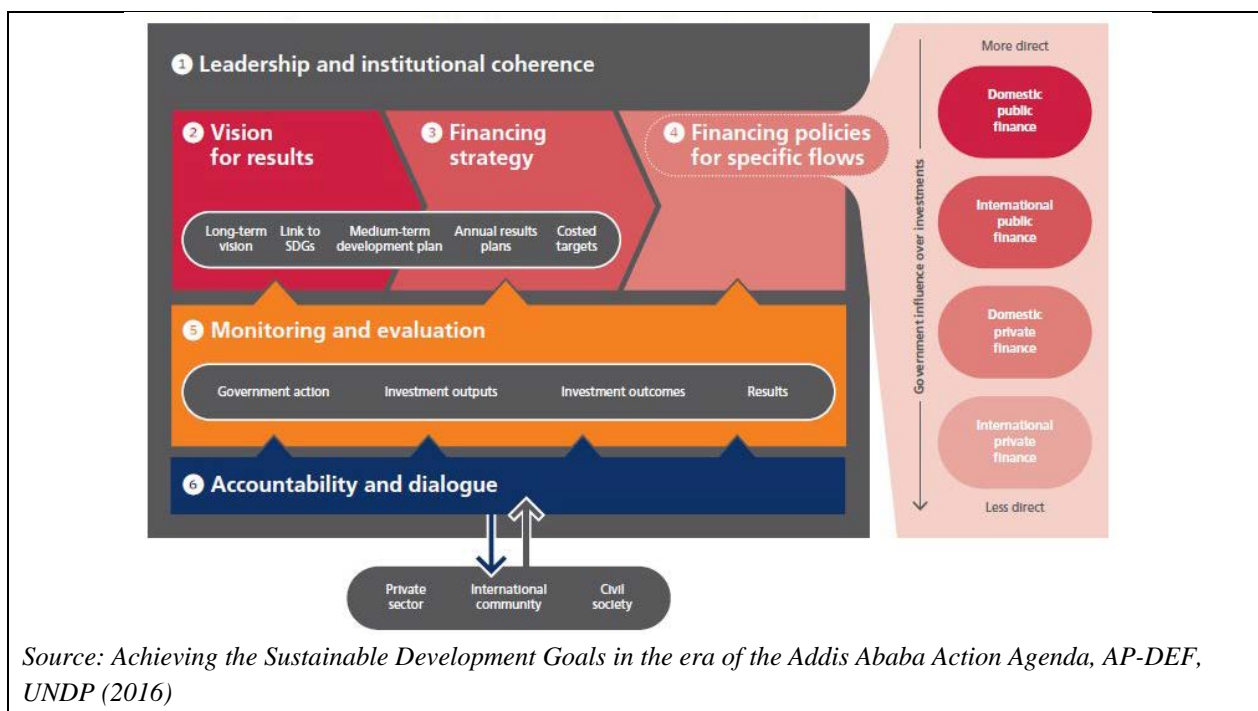 1 Leadership and institutional coherence
2 Vision
for results
3 Financing
strategy
4 Financing policies
for specific flows
Long-term
vision
Link to
SDGs
Medium-term
development plan
Annual results
plans
Costed
targets
5 Monitoring and evaluation
Government action
Investment outputs
Investment outcomes
Results
6 Accountability and dialogue
Private
sector
International
community
Civil
society
More direct
Government influence over investments
Domestic
public
finance
International
public
finance
Domestic
private
finance
International
private
finance
Less direct
Source: Achieving the Sustainable Development Goals in the era of the Addis Ababa Action Agenda, AP-DEF,
UNDP (2016)